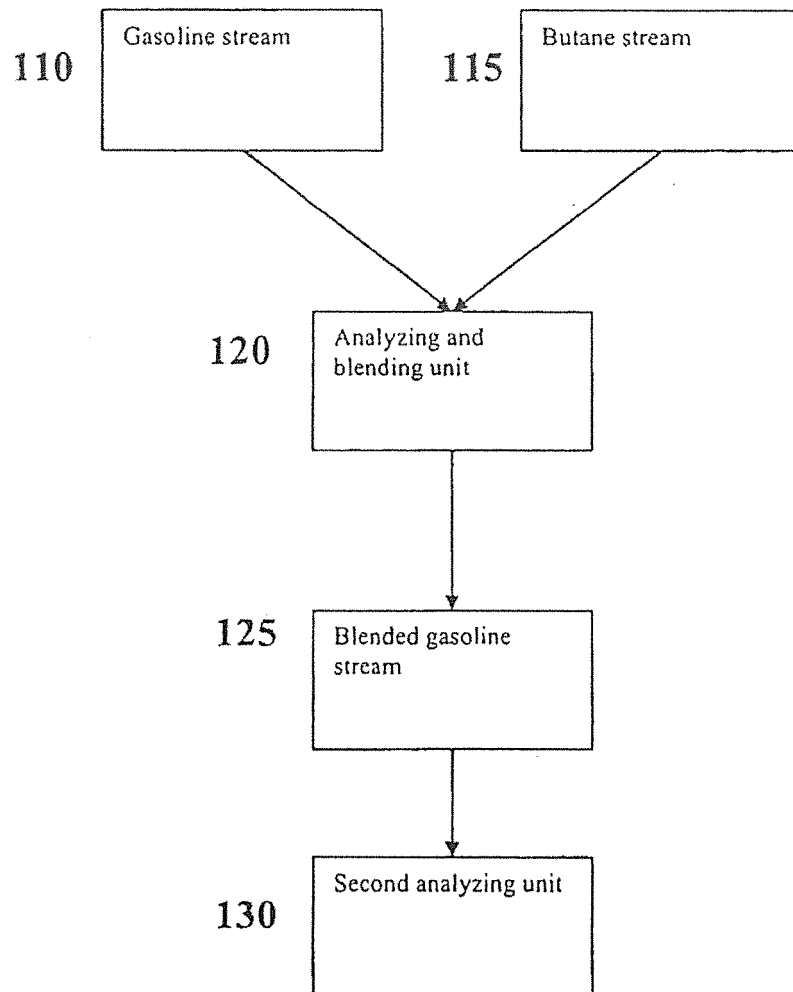 Gasoline stream
Butane stream
110
115
Analyzing and
blending unit
120
Blended gasoline
stream
125
Second analyzing unit
130